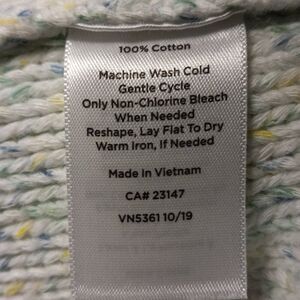 100% Cotton
Machine Wash Cold
Gentle Cycle
Only Non-Chlorine Bleach
When Needed
Reshape, Lay Flat To Dry
Warm Iron, If Needed
Made in Vietnam
CA# 23147
VN5361 10/19